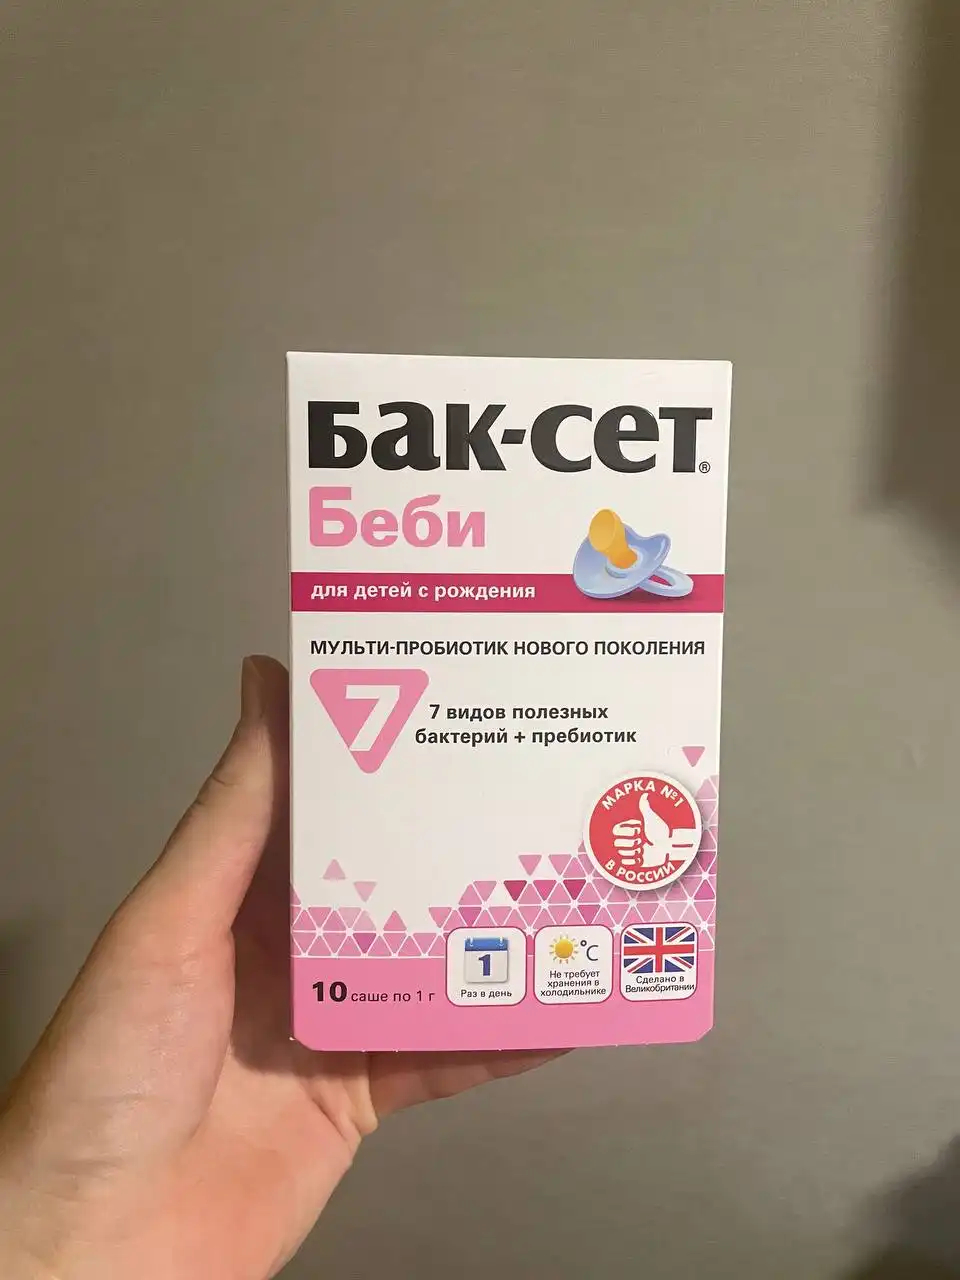 Бак-сет®
Беби
для детей с рождения
МУЛЬТИ-ПРОБИОТИК НОВОГО ПОКОЛЕНИЯ
7
7 видов полезных
бактерий + пребиотик
МАРКА №1
В РОССИИ
10 саше по 1 г
1
Раз в день
°C
Не требует
хранения в
холодильнике
Сделано в
Великобритании